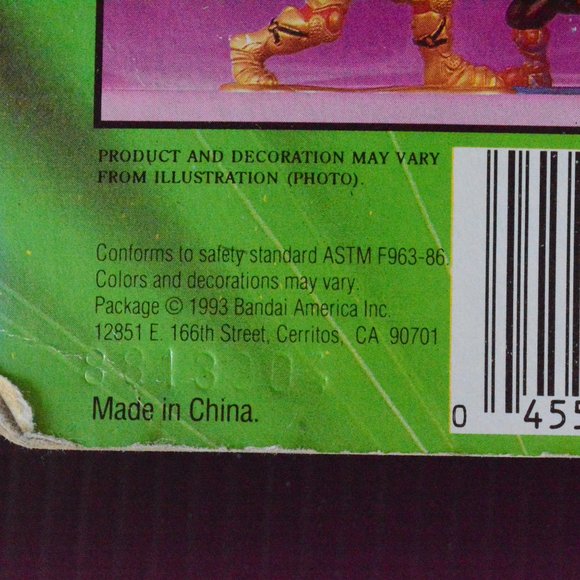 PRODUCT AND DECORATION MAY VARY
FROM ILLUSTRATION (PHOTO).
Conforms to safety standard ASTM F963-86.
Colors and decorations may vary.
Package © 1993 Bandai America Inc.
12851 E. 166th Street, Cerritos, CA 90701
Made in China.
0 455